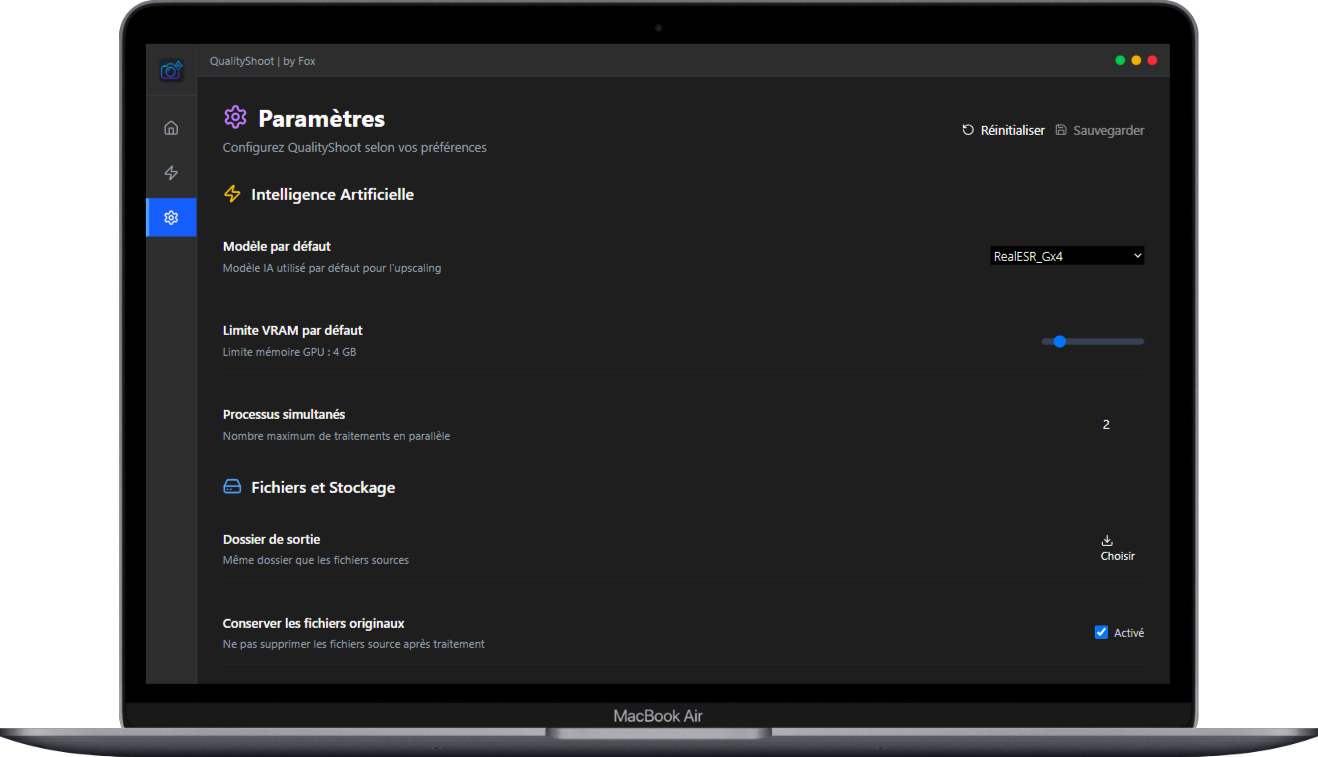 QualityShoot | by Fox
Paramètres
Configurez QualityShoot selon vos préférences
Réinitialiser
Sauvegarder
Intelligence Artificielle
Modèle par défaut
Modèle IA utilisé par défaut pour l'upscaling
RealESR_Gx4
Limite VRAM par défaut
Limite mémoire GPU : 4 GB
Processus simultanés
Nombre maximum de traitements en parallèle
2
Fichiers et Stockage
Dossier de sortie
Même dossier que les fichiers sources
Choisir
Conserver les fichiers originaux
Ne pas supprimer les fichiers source après traitement
Activé
MacBook Air